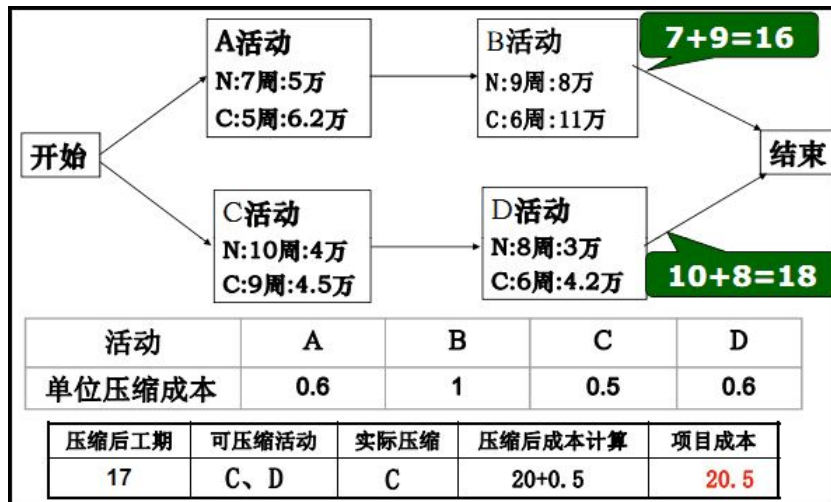 A活动
N:7周:5万
C:5周:6.2万
B活动
N:9周:8万
C:6周:11万
7+9=16
开始
结束
C活动
N:10周:4万
C:9周:4.5万
D活动
N:8周:3万
C:6周:4.2万
10+8=18
活动 A B C D
单位压缩成本 0.6 1 0.5 0.6
压缩后工期 可压缩活动 实际压缩 压缩后成本计算 项目成本
17 C、D C 20+0.5 20.5